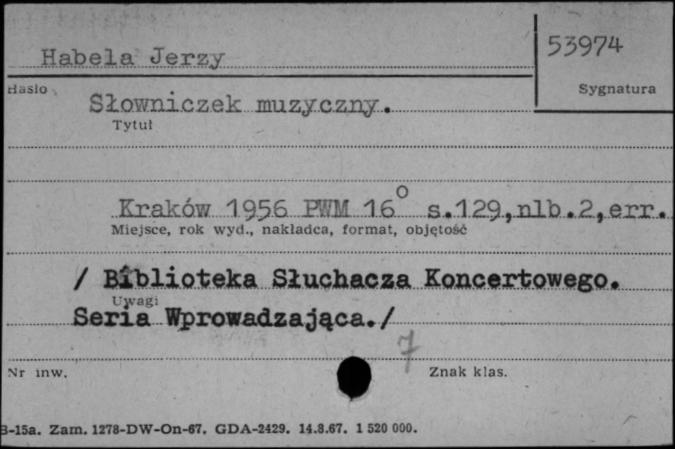 Habela Jerzy
53974
Hasło
Sygnatura
Słowniczek muzyczny.
Tytuł
Kraków 1956 PWM 16° s.129,nlb.2,err.
Miejsce, rok wyd., nakładca, format, objętość
/ Biblioteka Słuchacza Koncertowego.
Uwagi
Seria Wprowadzająca./
7
Nr inw.
Znak klas.
B-15a. Zam. 1278-DW-On-67. GDA-2429. 14.8.67. 1 520 000.